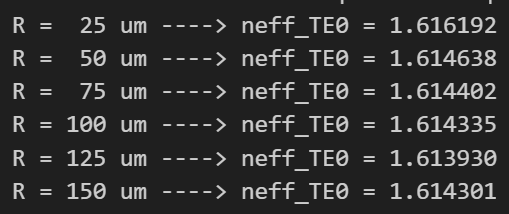 R =  25 um ----> neff_TE0 = 1.616192
R =  50 um ----> neff_TE0 = 1.614638
R =  75 um ----> neff_TE0 = 1.614402
R = 100 um ----> neff_TE0 = 1.614335
R = 125 um ----> neff_TE0 = 1.613930
R = 150 um ----> neff_TE0 = 1.614301